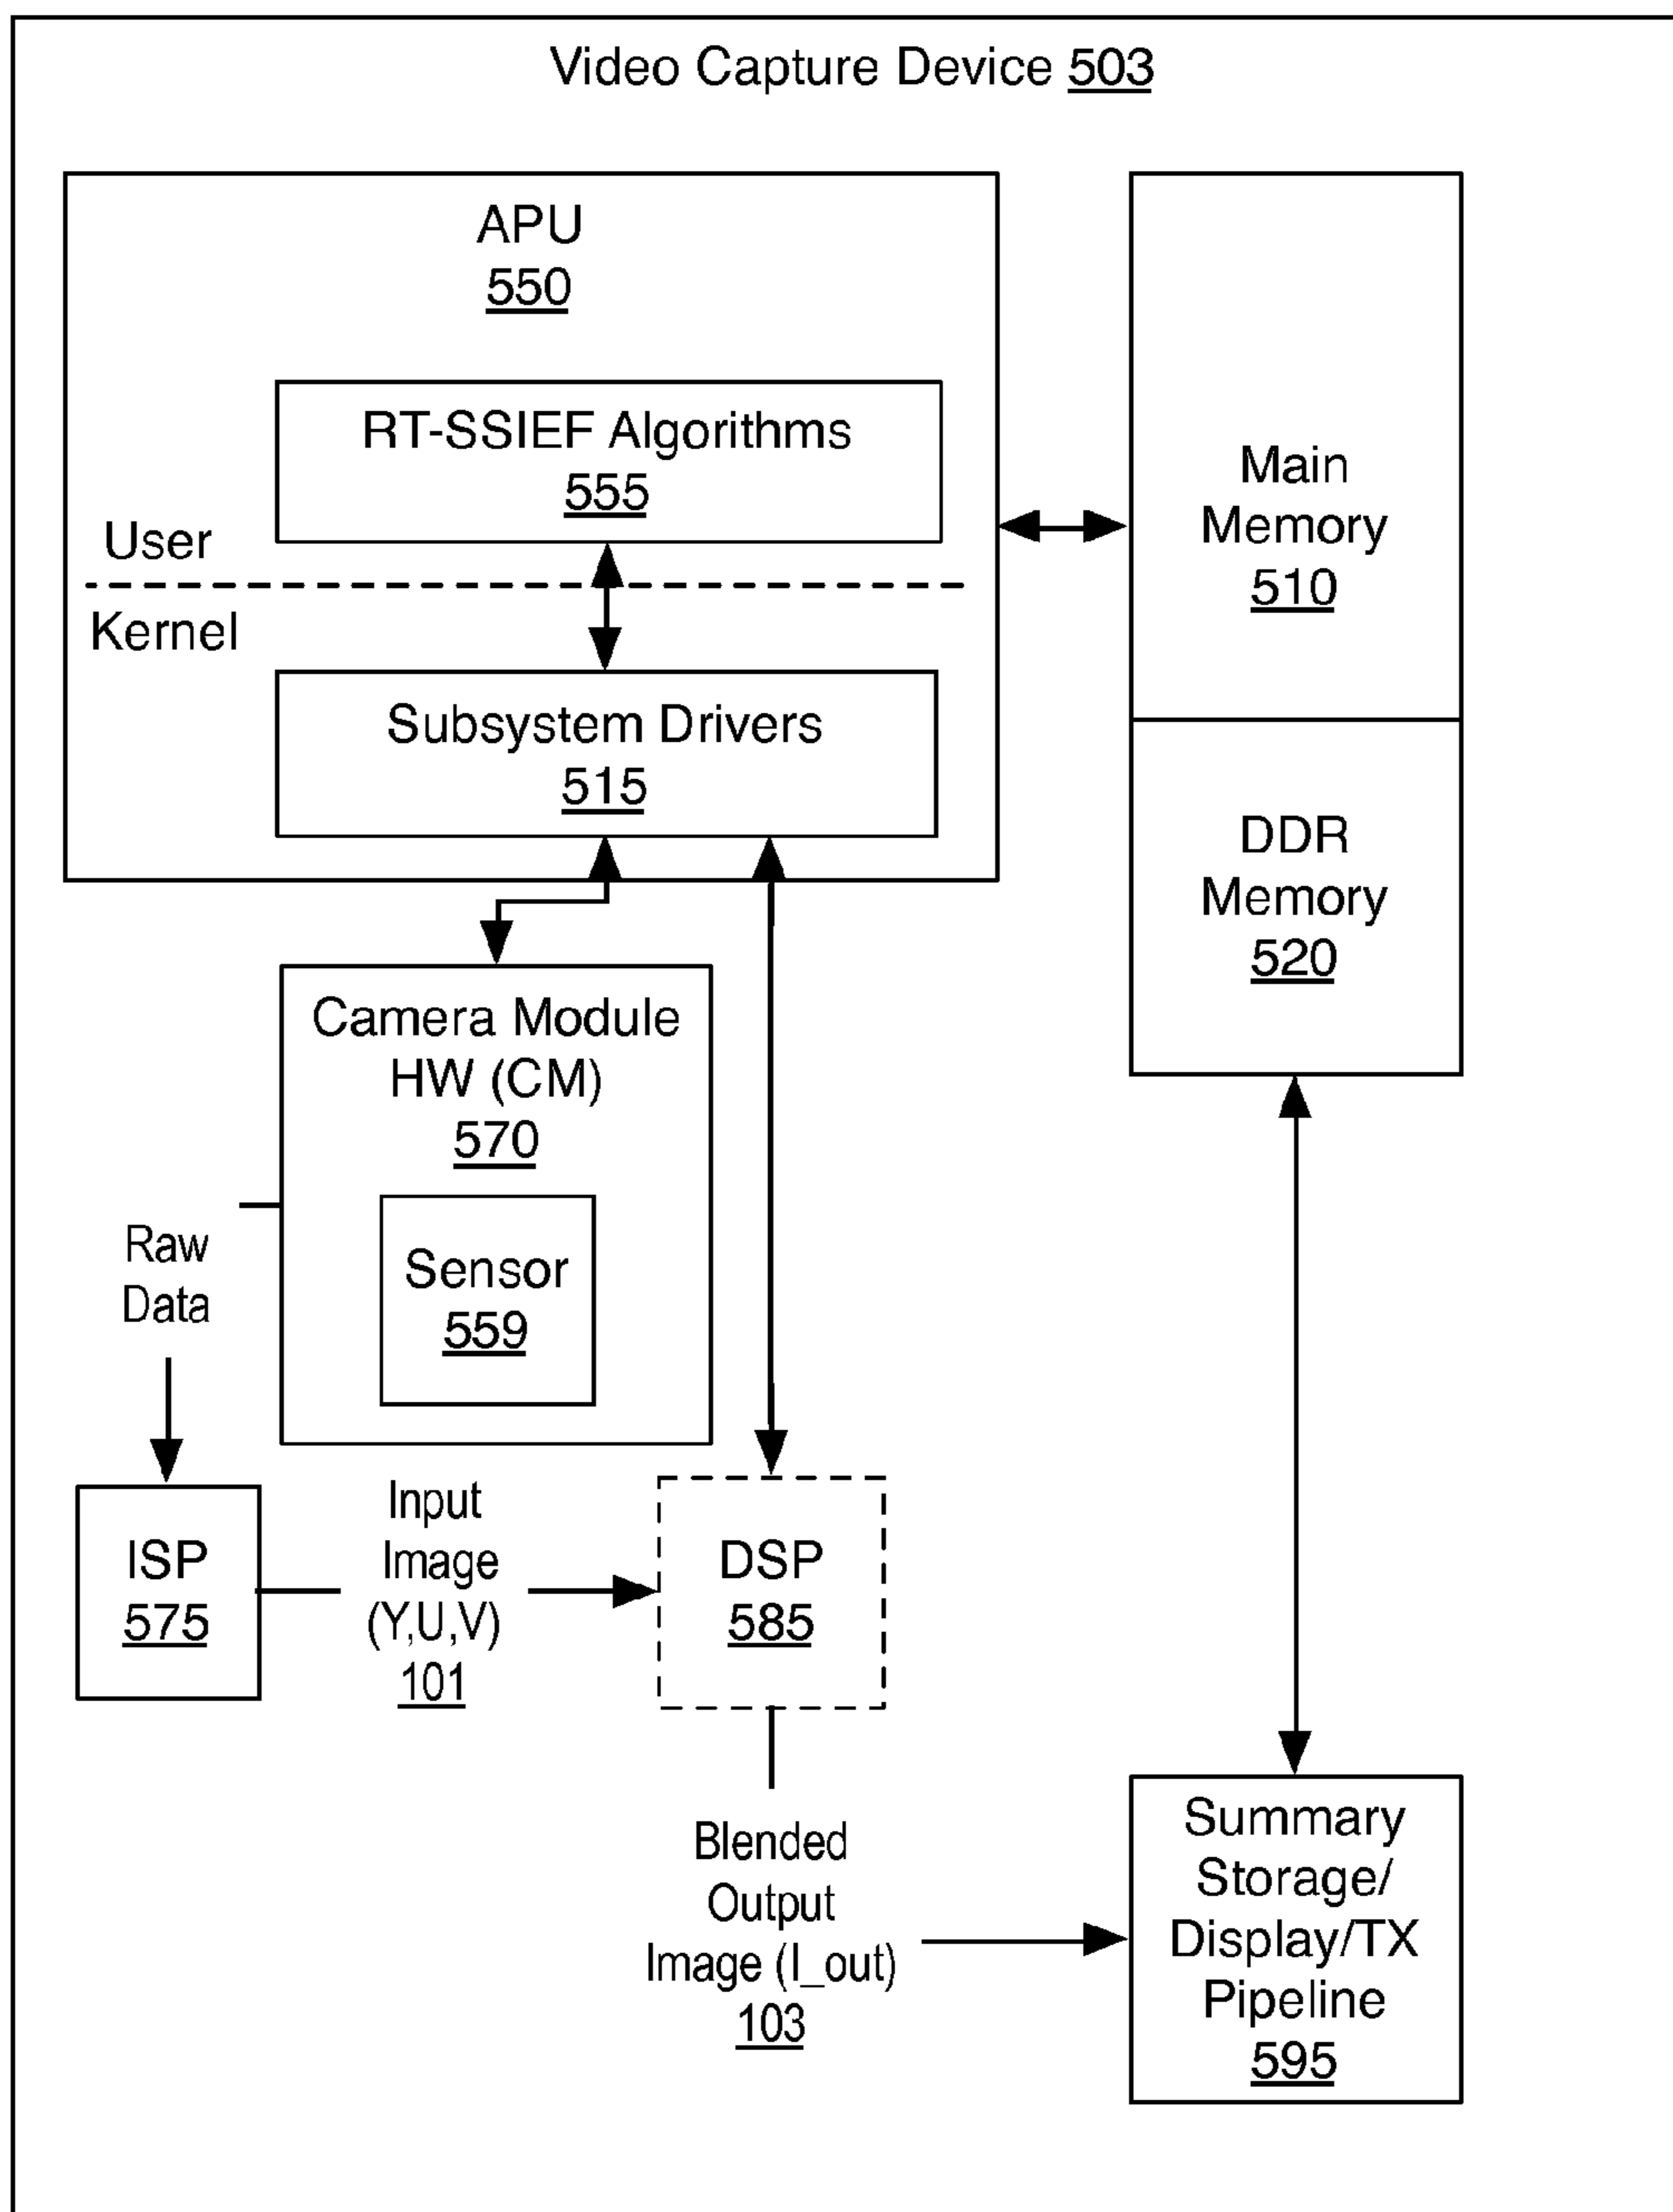 Video Capture Device 503
APU
550
RT-SSIEF Algorithms
555
User
Kernel
Subsystem Drivers
515
Main
Memory
510
DDR
Memory
520
Camera Module
HW (CM)
570
Sensor
559
Raw
Data
ISP
575
Input
Image
(Y,U,V)
101
DSP
585
Blended
Output
Image (I_out)
103
Summary
Storage/
Display/TX
Pipeline
595